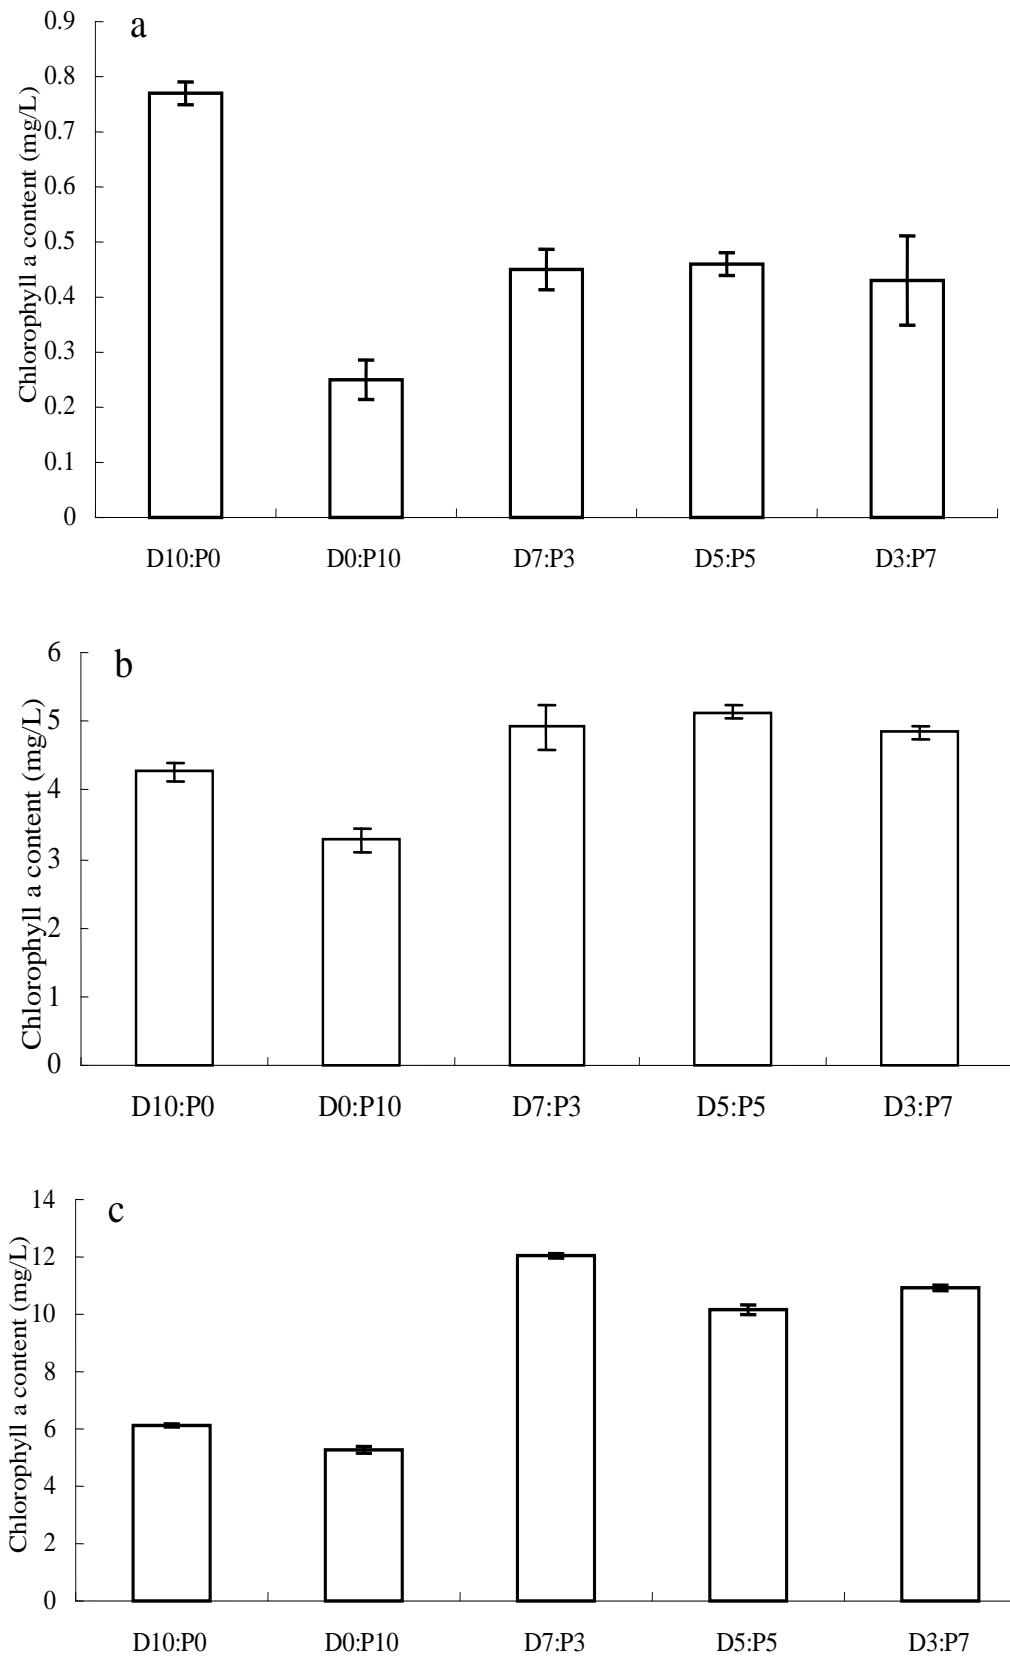 a
Chlorophyll a content (mg/L)
0.9
0.8
0.7
0.6
0.5
0.4
0.3
0.2
0.1
0
D10:P0 D0:P10 D7:P3 D5:P5 D3:P7
b
Chlorophyll a content (mg/L)
6
5
4
3
2
1
0
D10:P0 D0:P10 D7:P3 D5:P5 D3:P7
c
Chlorophyll a content (mg/L)
14
12
10
8
6
4
2
0
D10:P0 D0:P10 D7:P3 D5:P5 D3:P7